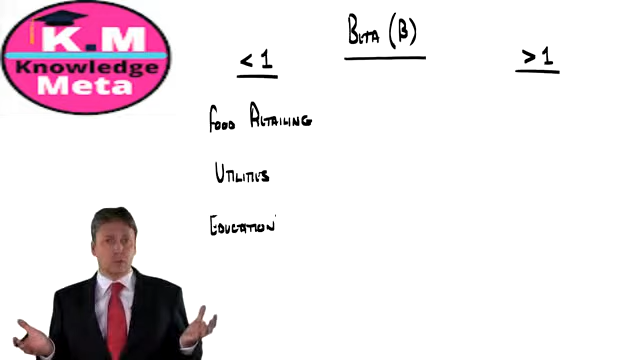 K.M
Knowledge
Meta
Beta (β)
< 1
> 1
Food Retailing
Utilities
Education